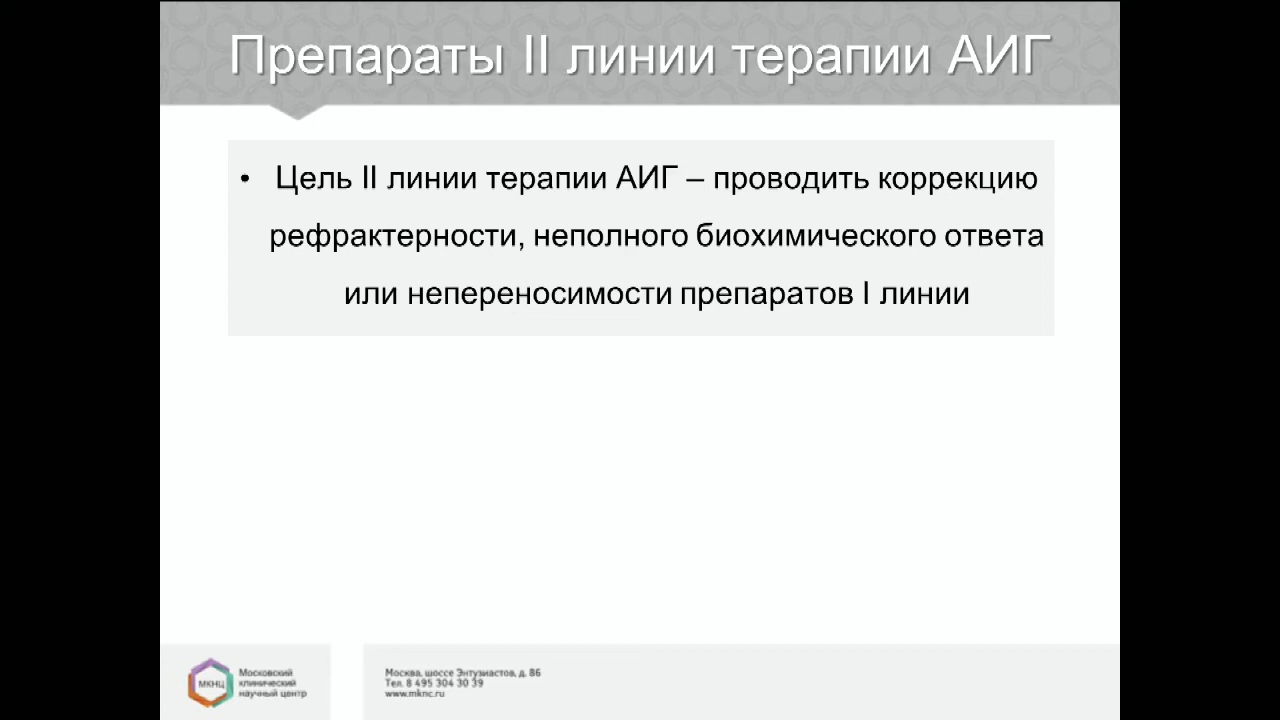 Препараты II линии терапии АИГ
• Цель II линии терапии АИГ – проводить коррекцию
рефрактерности, неполного биохимического ответа
или непереносимости препаратов I линии
МКНЦ
Московский
клинический
научный центр
Москва, шоссе Энтузиастов, д. 86
Тел. 8 495 304 30 39
www.mknc.ru